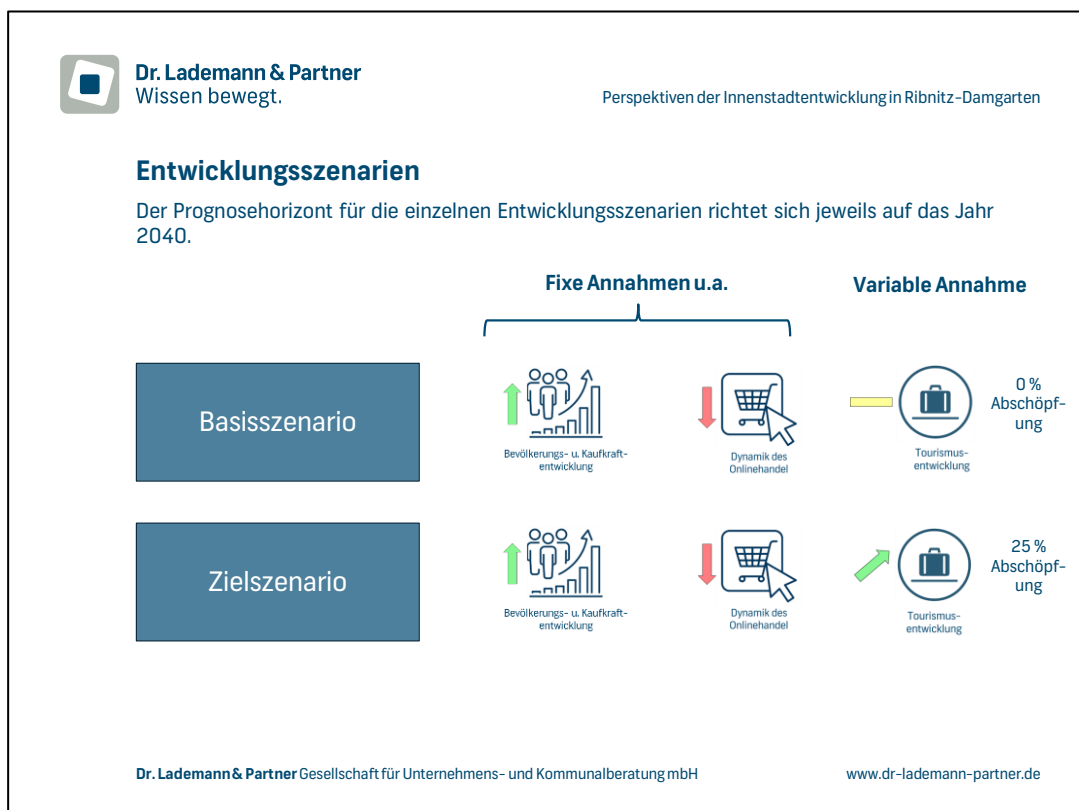 Dr. Lademann & Partner
Wissen bewegt.
Perspektiven der Innenstadtentwicklung in Ribnitz-Damgarten
Entwicklungsszenarien
Der Prognosehorizont für die einzelnen Entwicklungsszenarien richtet sich jeweils auf das Jahr
2040.
Fixe Annahmen u.a.
Variable Annahme
Basisszenario
Bevölkerungs- u. Kaufkraft-
entwicklung
Dynamik des
Onlinehandel
Tourismus-
entwicklung
0 %
Abschöpf-
ung
Zielszenario
Bevölkerungs- u. Kaufkraft-
entwicklung
Dynamik des
Onlinehandel
Tourismus-
entwicklung
25 %
Abschöpf-
ung
Dr. Lademann & Partner Gesellschaft für Unternehmens- und Kommunalberatung mbH
www.dr-lademann-partner.de